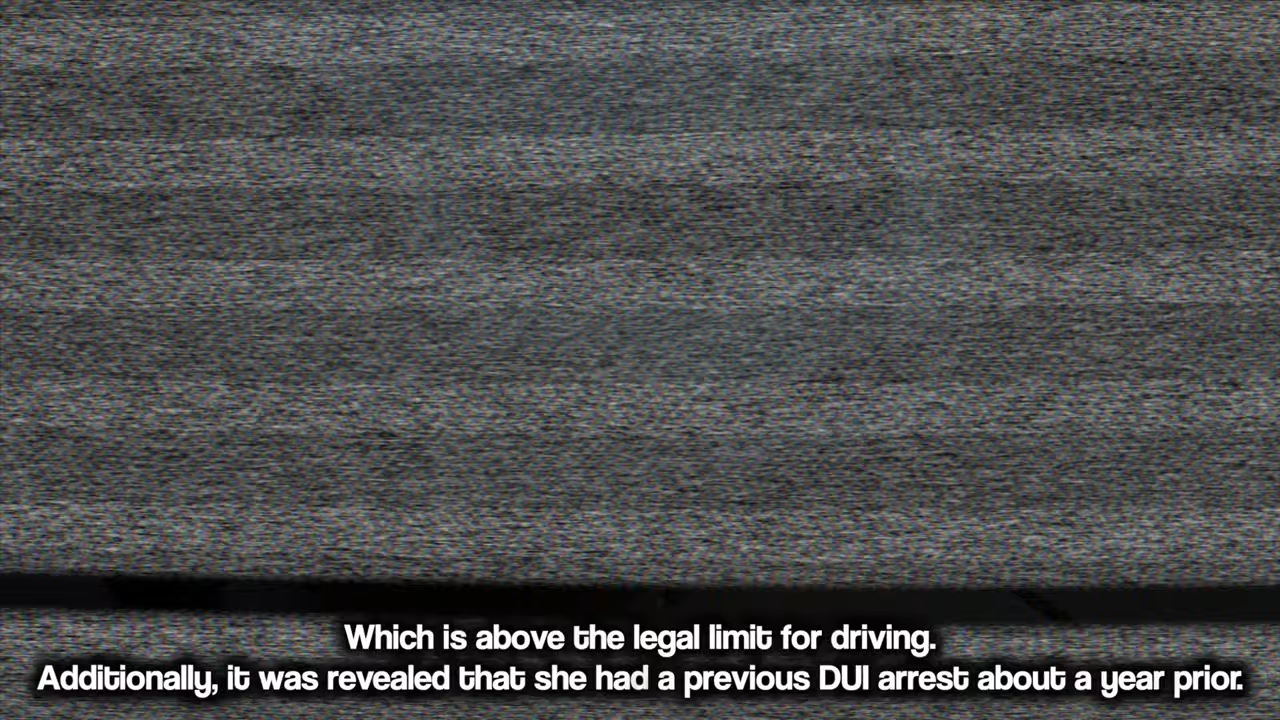 Which is above the legal limit for driving.
Additionally, it was revealed that she had a previous DUI arrest about a year prior.